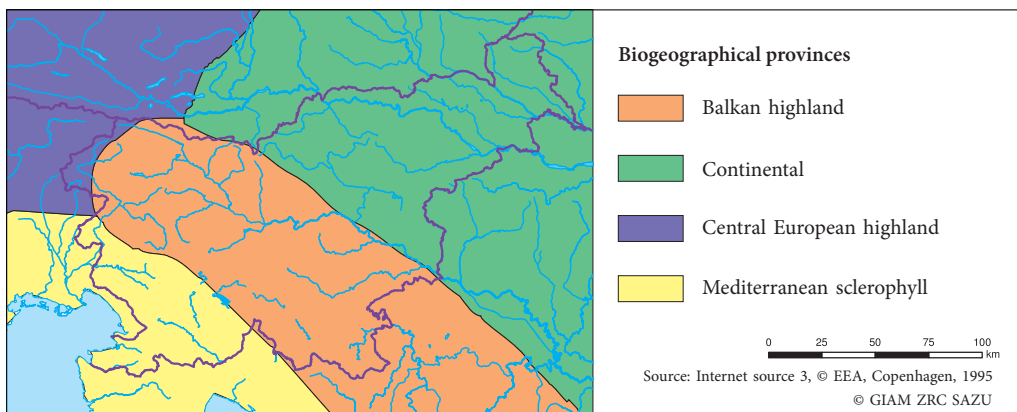 Biogeographical provinces
Balkan highland
Continental
Central European highland
Mediterranean sclerophyll
0 25 50 75 100
km
Source: Internet source 3, © EEA, Copenhagen, 1995
© GIAM ZRC SAZU